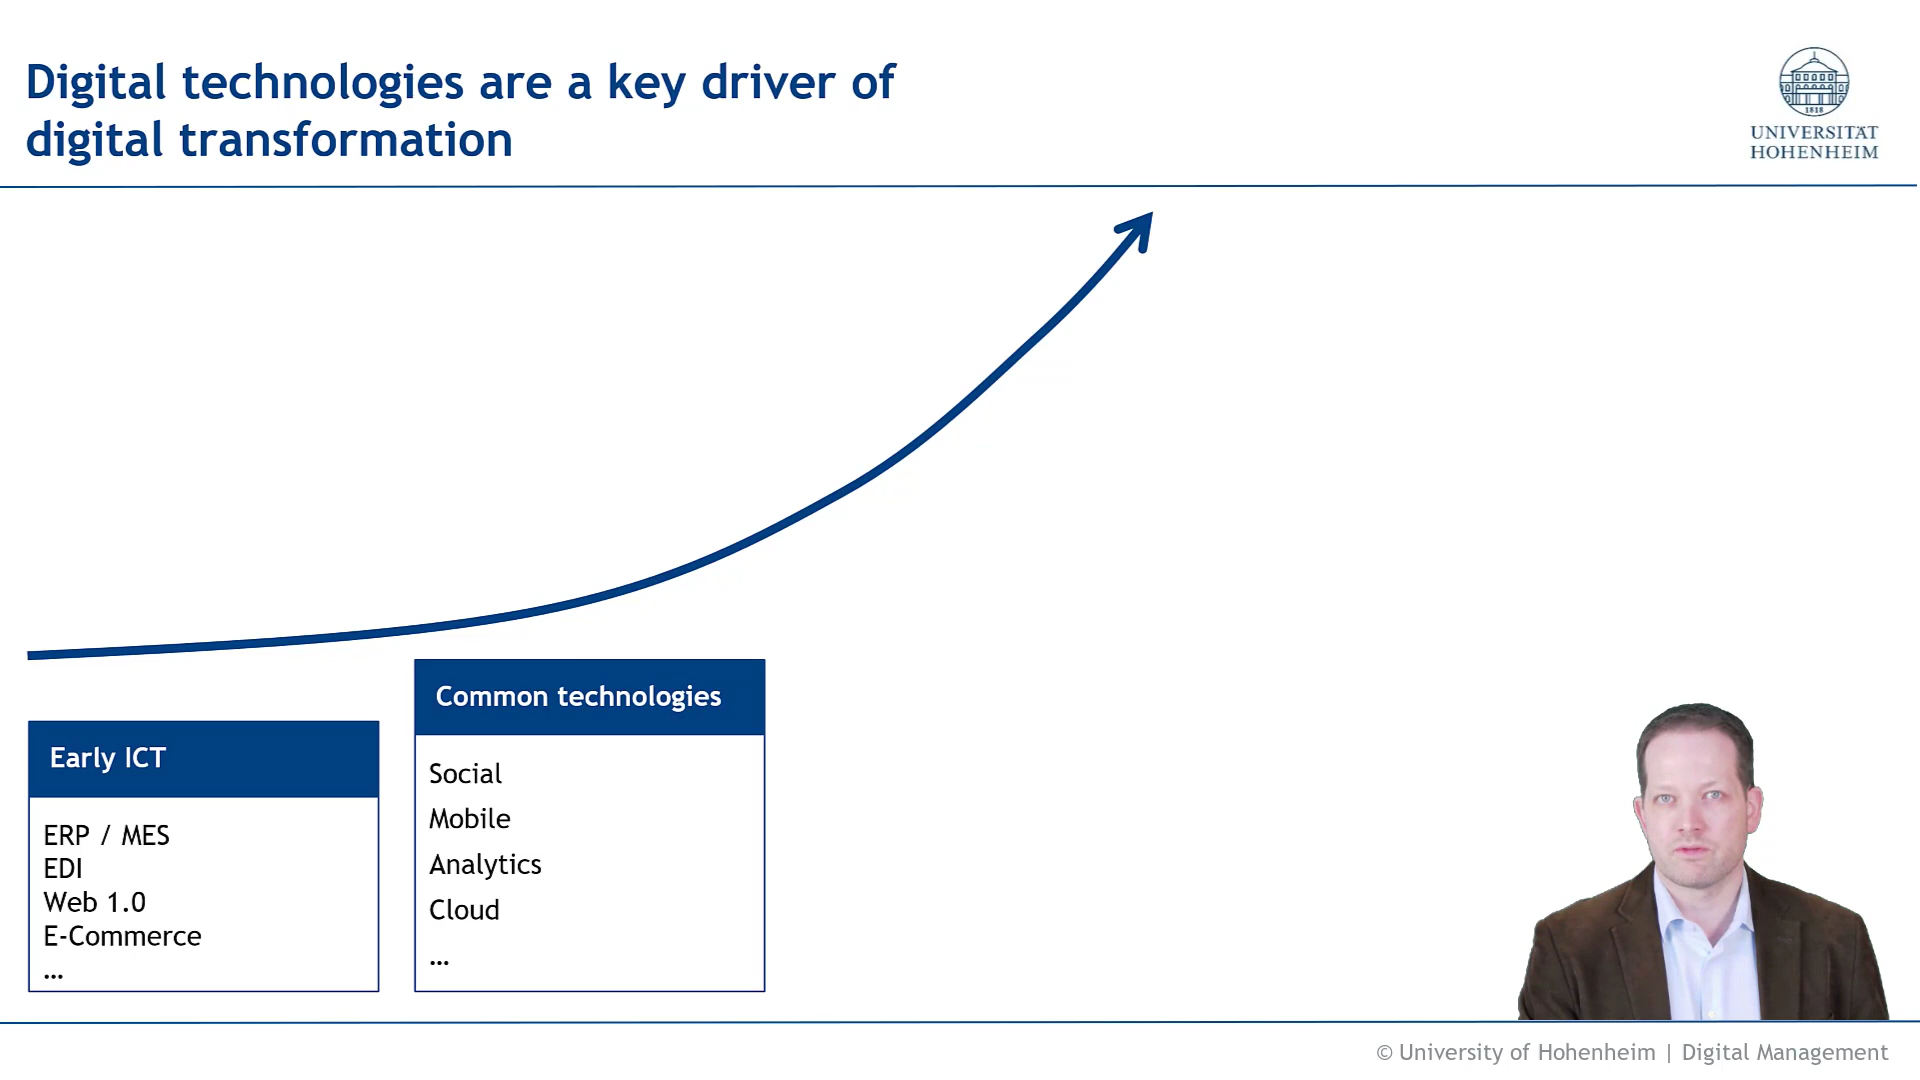 Digital technologies are a key driver of
digital transformation
1818
UNIVERSITÄT
HOHENHEIM
Early ICT
ERP / MES
EDI
Web 1.0
E-Commerce
…
Common technologies
Social
Mobile
Analytics
Cloud
…
© University of Hohenheim | Digital Management